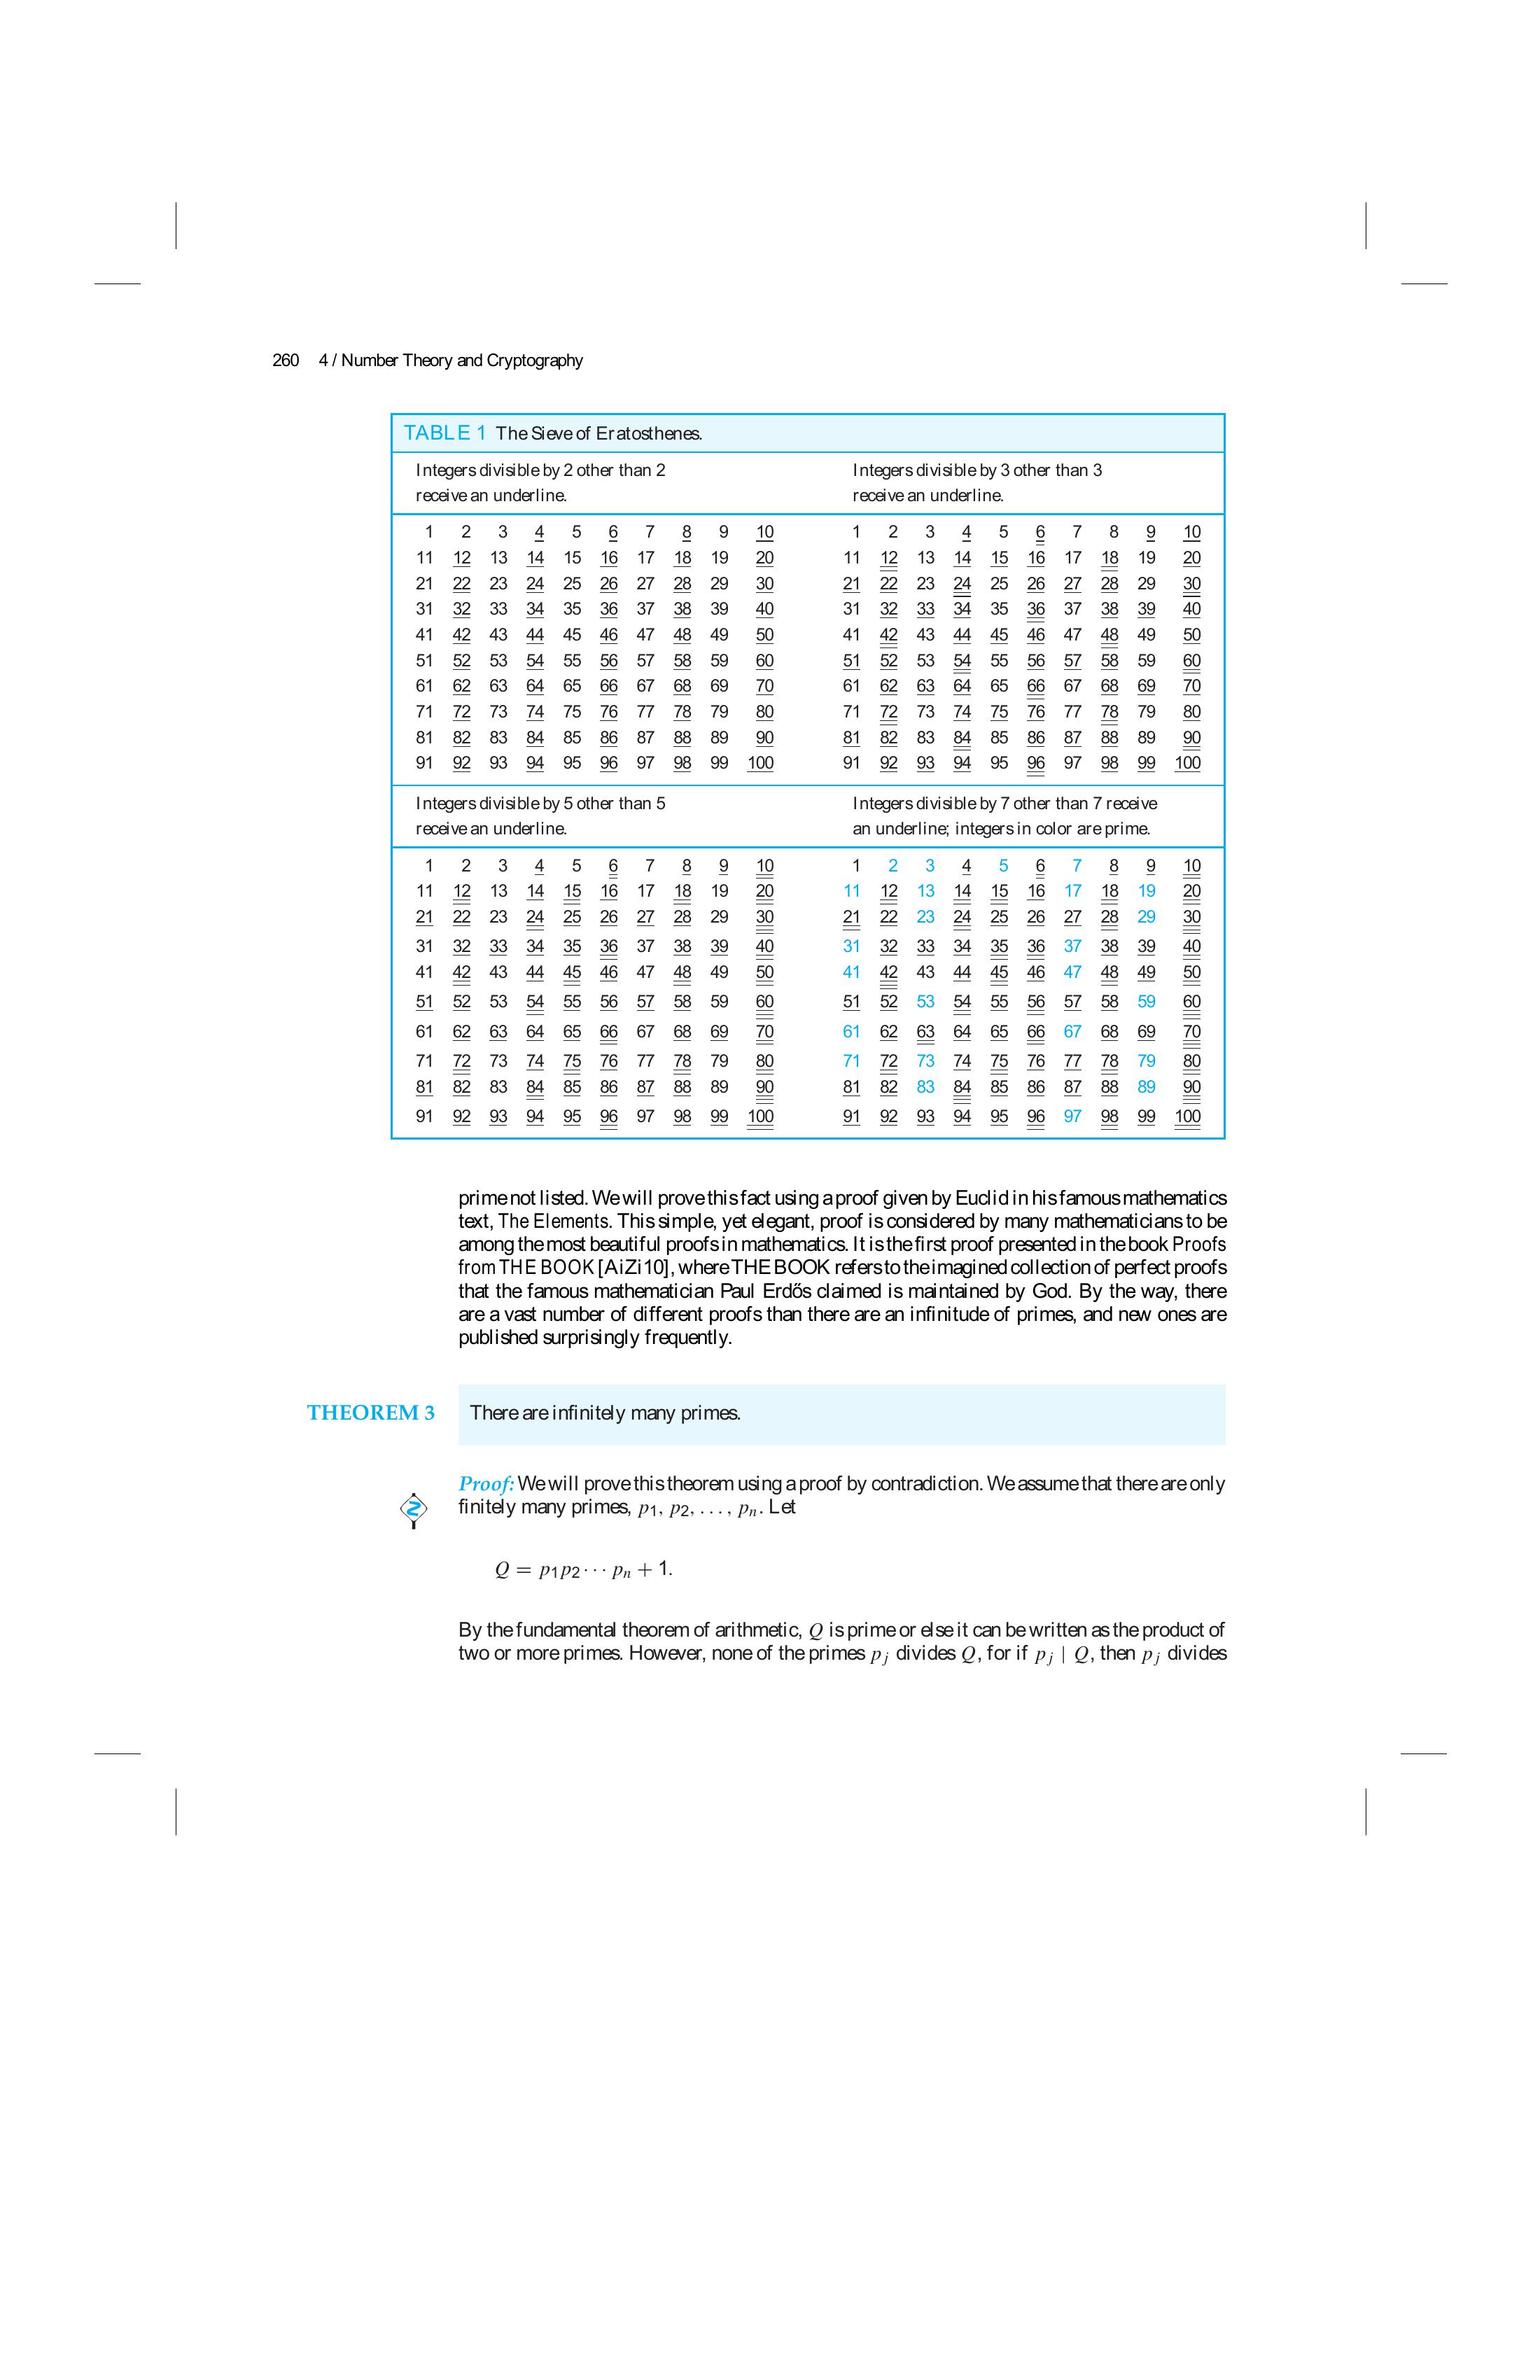 260 4 / Number Theory and Cryptography
TABLE 1 The Sieve of Eratosthenes.
Integers divisible by 2 other than 2
receive an underline.
Integers divisible by 3 other than 3
receive an underline.
1 2 3 4 5 6 7 8 9 10 1 2 3 4 5 6 7 8 9 10
11 12 13 14 15 16 17 18 19 20 11 12 13 14 15 16 17 18 19 20
21 22 23 24 25 26 27 28 29 30 21 22 23 24 25 26 27 28 29 30
31 32 33 34 35 36 37 38 39 40 31 32 33 34 35 36 37 38 39 40
41 42 43 44 45 46 47 48 49 50 41 42 43 44 45 46 47 48 49 50
51 52 53 54 55 56 57 58 59 60 51 52 53 54 55 56 57 58 59 60
61 62 63 64 65 66 67 68 69 70 61 62 63 64 65 66 67 68 69 70
71 72 73 74 75 76 77 78 79 80 71 72 73 74 75 76 77 78 79 80
81 82 83 84 85 86 87 88 89 90 81 82 83 84 85 86 87 88 89 90
91 92 93 94 95 96 97 98 99 100 91 92 93 94 95 96 97 98 99 100
Integers divisible by 5 other than 5
receive an underline.
Integers divisible by 7 other than 7 receive
an underline; integers in color are prime.
1 2 3 4 5 6 7 8 9 10 1 2 3 4 5 6 7 8 9 10
11 12 13 14 15 16 17 18 19 20 11 12 13 14 15 16 17 18 19 20
21 22 23 24 25 26 27 28 29 30 21 22 23 24 25 26 27 28 29 30
31 32 33 34 35 36 37 38 39 40 31 32 33 34 35 36 37 38 39 40
41 42 43 44 45 46 47 48 49 50 41 42 43 44 45 46 47 48 49 50
51 52 53 54 55 56 57 58 59 60 51 52 53 54 55 56 57 58 59 60
61 62 63 64 65 66 67 68 69 70 61 62 63 64 65 66 67 68 69 70
71 72 73 74 75 76 77 78 79 80 71 72 73 74 75 76 77 78 79 80
81 82 83 84 85 86 87 88 89 90 81 82 83 84 85 86 87 88 89 90
91 92 93 94 95 96 97 98 99 100 91 92 93 94 95 96 97 98 99 100
prime not listed. We will prove this fact using a proof given by Euclid in his famous mathematics
text, The Elements. This simple, yet elegant, proof is considered by many mathematicians to be
among the most beautiful proofs in mathematics. It is the first proof presented in the book Proofs
from THE BOOK [AiZi10], where THE BOOK refers to the imagined collection of perfect proofs
that the famous mathematician Paul Erdős claimed is maintained by God. By the way, there
are a vast number of different proofs than there are an infinitude of primes, and new ones are
published surprisingly frequently.
THEOREM 3 There are infinitely many primes.
Proof: We will prove this theorem using a proof by contradiction. We assume that there are only
finitely many primes, p1, p2, . . . , pn. Let
Q = p1p2 · · · pn + 1.
By the fundamental theorem of arithmetic, Q is prime or else it can be written as the product of
two or more primes. However, none of the primes pj divides Q, for if pj | Q, then pj divides